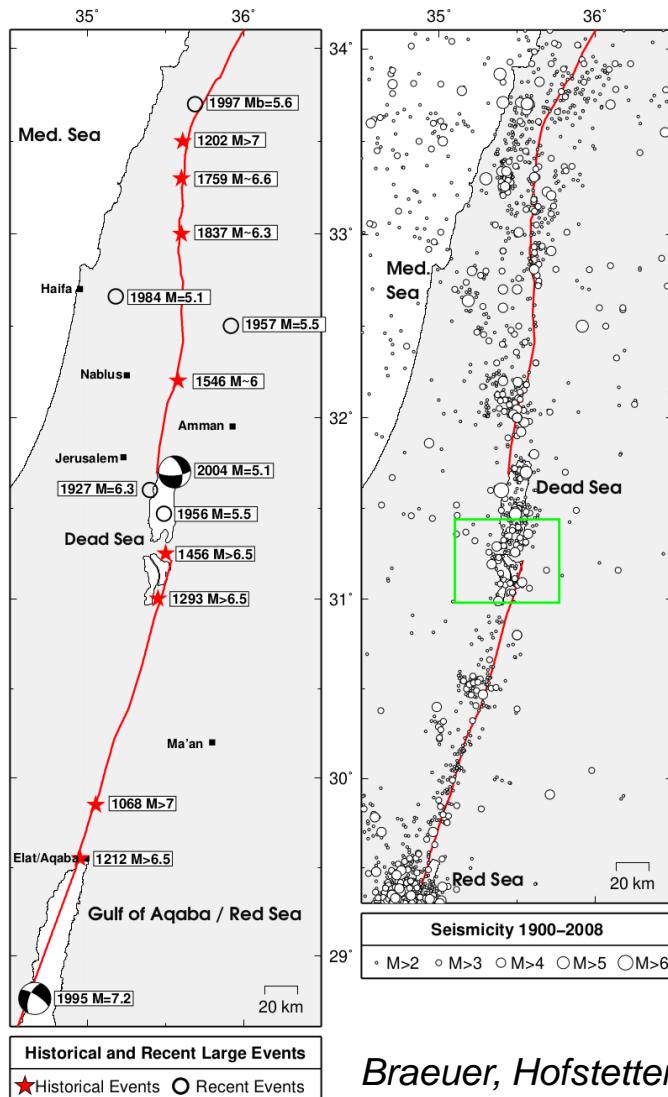 35˚
36˚
1997 Mb=5.6
Med. Sea
1202 M>7
1759 M~6.6
1837 M~6.3
Haifa
1984 M=5.1
1957 M=5.5
Nablus
1546 M~6
Amman
Jerusalem
2004 M=5.1
1927 M=6.3
1956 M=5.5
Dead Sea
1456 M>6.5
1293 M>6.5
Ma'an
1068 M>7
Elat/Aqaba
1212 M>6.5
Gulf of Aqaba / Red Sea
1995 M=7.2
20 km
Historical and Recent Large Events
Historical Events
Recent Events
34˚
33˚
32˚
31˚
30˚
29˚
35˚
36˚
Med.
Sea
Dead Sea
Red Sea
20 km
Seismicity 1900–2008
M>2 M>3 M>4 M>5 M>6
Braeuer, Hofstetter